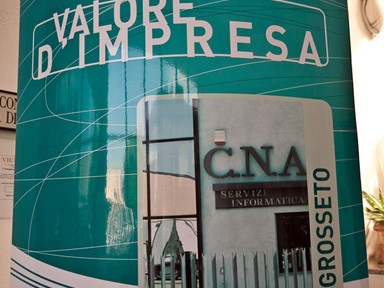 VALORE
D'IMPRESA
C.N.A
SERVIZI
INFORMATICA
GROSSETO